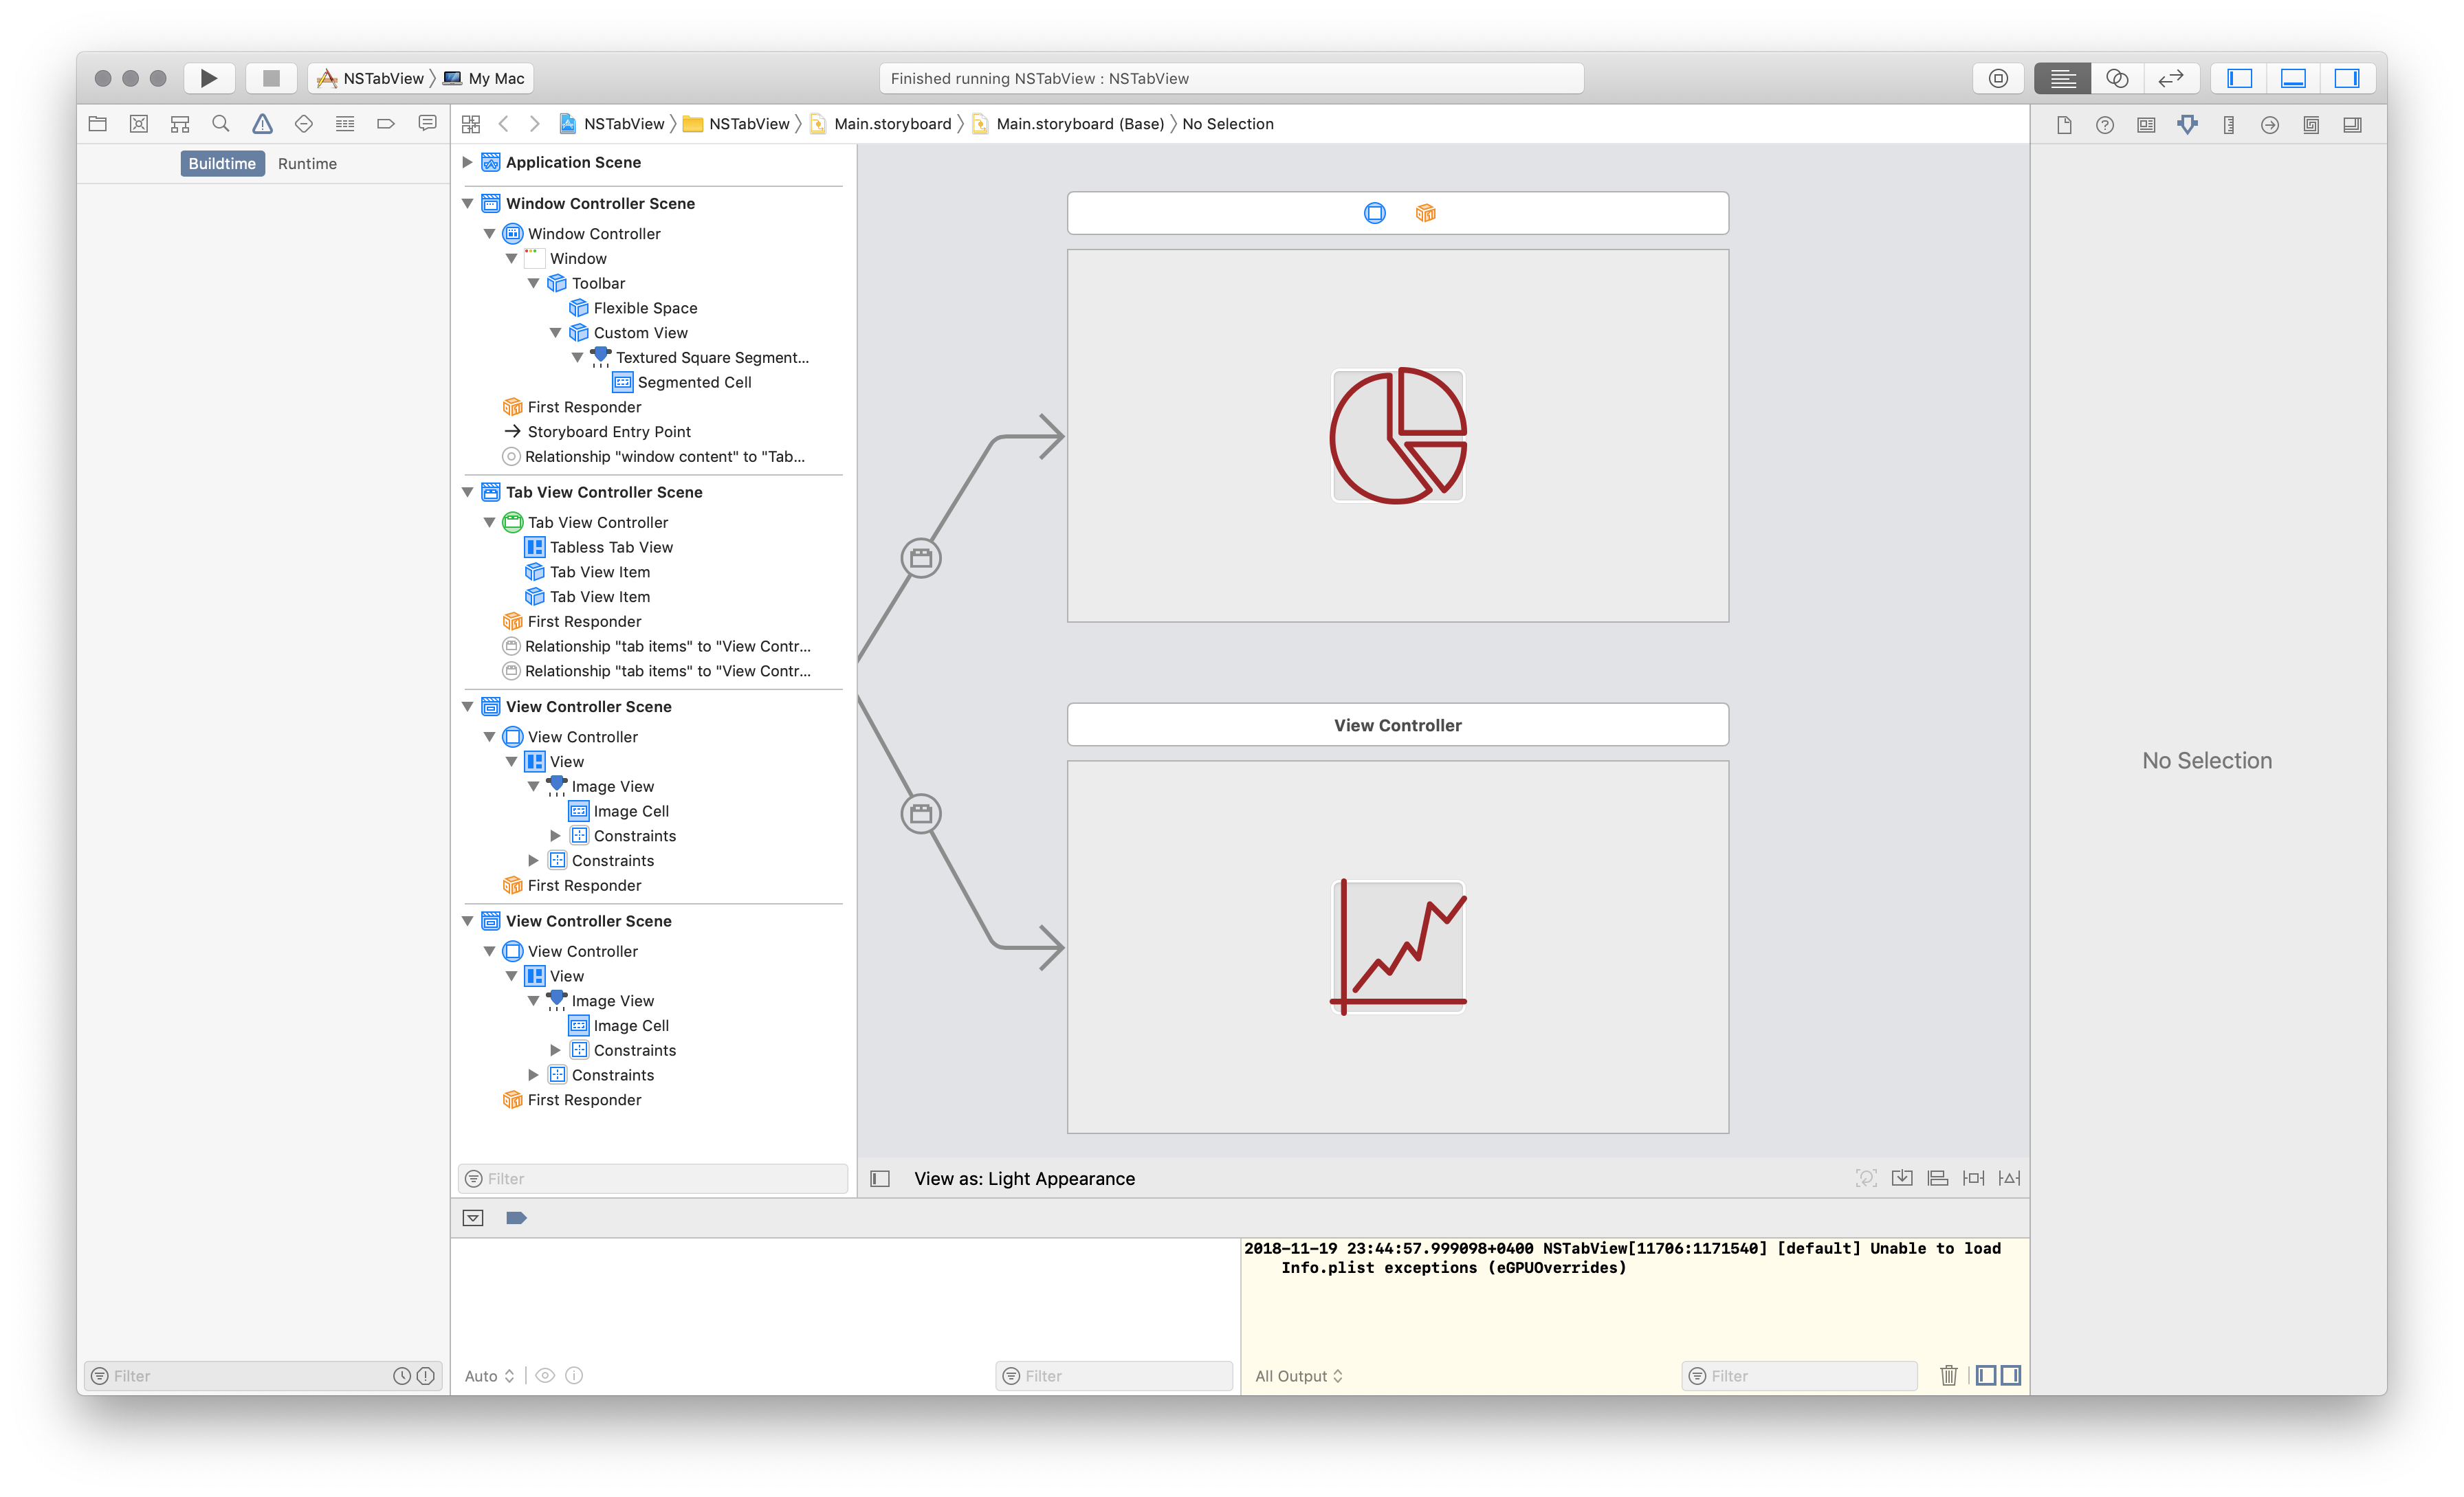 NSTabView
My Mac
Finished running NSTabView : NSTabView
NSTabView
NSTabView
Main.storyboard
Main.storyboard (Base)
No Selection
Buildtime
Runtime
Application Scene
Window Controller Scene
Window Controller
Window
Toolbar
Flexible Space
Custom View
Textured Square Segment...
Segmented Cell
First Responder
Storyboard Entry Point
Relationship "window content" to "Tab...
Tab View Controller Scene
Tab View Controller
Tabless Tab View
Tab View Item
Tab View Item
First Responder
Relationship "tab items" to "View Contr...
Relationship "tab items" to "View Contr...
View Controller Scene
View Controller
View
Image View
Image Cell
Constraints
Constraints
First Responder
View Controller Scene
View Controller
View
Image View
Image Cell
Constraints
Constraints
First Responder
Filter
View Controller
View as: Light Appearance
No Selection
2018-11-19 23:44:57.999098+0400 NSTabView[11706:1171540] [default] Unable to load
Info.plist exceptions (eGPUOverrides)
Filter
Auto
Filter
All Output
Filter